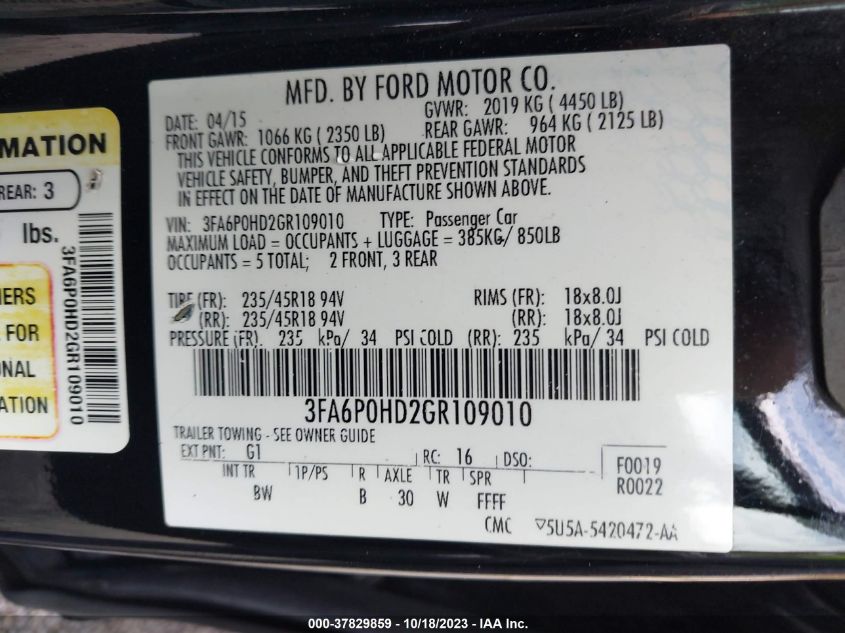 MFD. BY FORD MOTOR CO.
DATE: 04/15 GVWR: 2019 KG ( 4450 LB)
FRONT GAWR: 1066 KG ( 2350 LB) REAR GAWR: 964 KG ( 2125 LB)
THIS VEHICLE CONFORMS TO ALL APPLICABLE FEDERAL MOTOR
VEHICLE SAFETY, BUMPER, AND THEFT PREVENTION STANDARDS
IN EFFECT ON THE DATE OF MANUFACTURE SHOWN ABOVE.
VIN: 3FA6P0HD2GR109010 TYPE: Passenger Car
MAXIMUM LOAD = OCCUPANTS + LUGGAGE = 385KG/ 850LB
OCCUPANTS = 5 TOTAL; 2 FRONT, 3 REAR
TIRE (FR): 235/45R18 94V RIMS (FR): 18x8.0J
(RR): 235/45R18 94V (RR): 18x8.0J
PRESSURE (FR): 235 kPa/ 34 PSI COLD (RR): 235 kPa/ 34 PSI COLD
3FA6P0HD2GR109010
TRAILER TOWING - SEE OWNER GUIDE
EXT PNT: G1 RC: 16 DSO:
INT TR 1P/PS R AXLE TR SPR
BW B 30 W FFFF
F0019
R0022
CMC 5U5A-5420472-AA
MATION
REAR: 3
lbs.
3FA6P0HD2GR109010
ERS
FOR
NAL
ATION
000-37829859 - 10/18/2023 - IAA Inc.